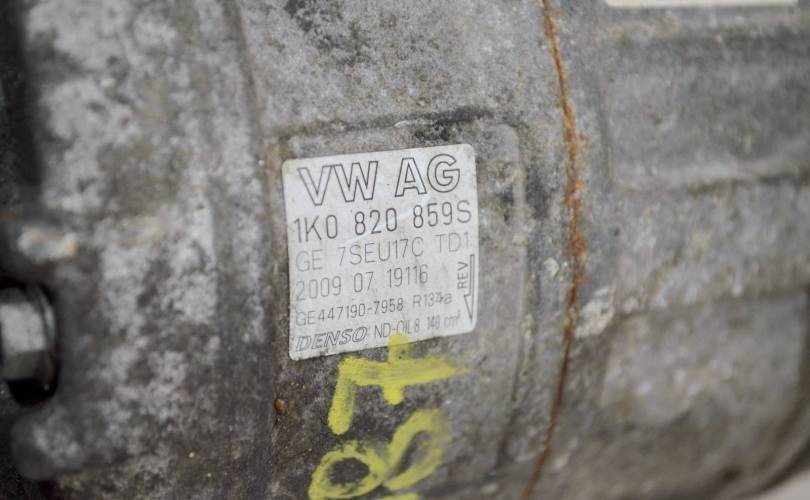 VW AG
1K0 820 859S
GE 7SEU17C TD1
2009 07 19116
GE447190-7958 R134a
REV
DENSO ND-OIL8 148 cm³